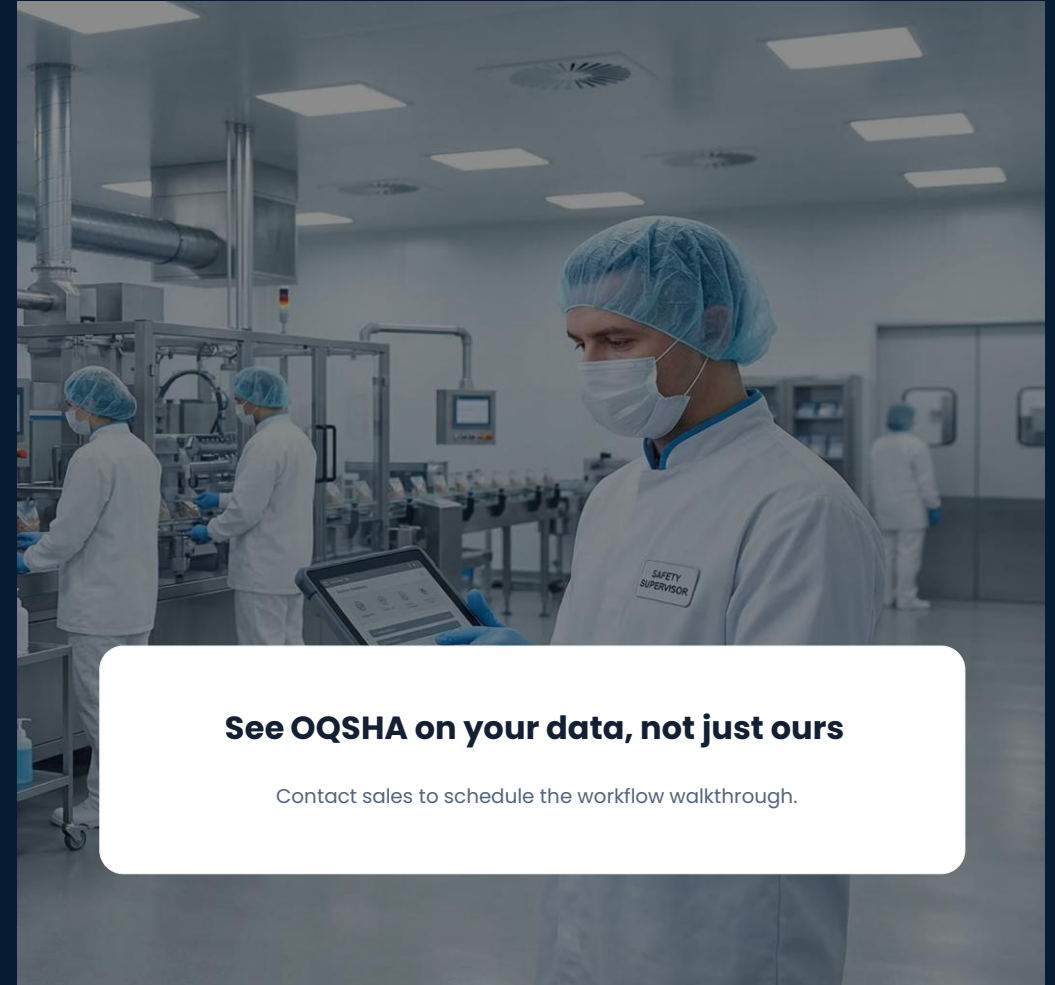 SAFETY
SUPERVISOR
See OQSHA on your data, not just ours
Contact sales to schedule the workflow walkthrough.